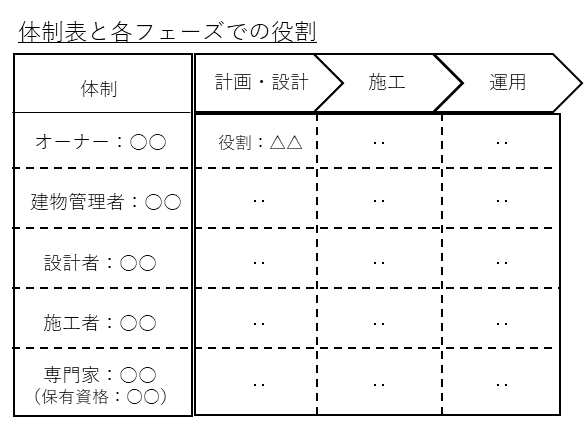 体制表と各フェーズでの役割
体制 計画・設計 施工 運用
オーナー：〇〇 役割：△△ ‥ ‥
建物管理者：〇〇 ‥ ‥ ‥
設計者：〇〇 ‥ ‥ ‥
施工者：〇〇 ‥ ‥ ‥
専門家：〇〇 ‥ ‥ ‥
（保有資格：〇〇）